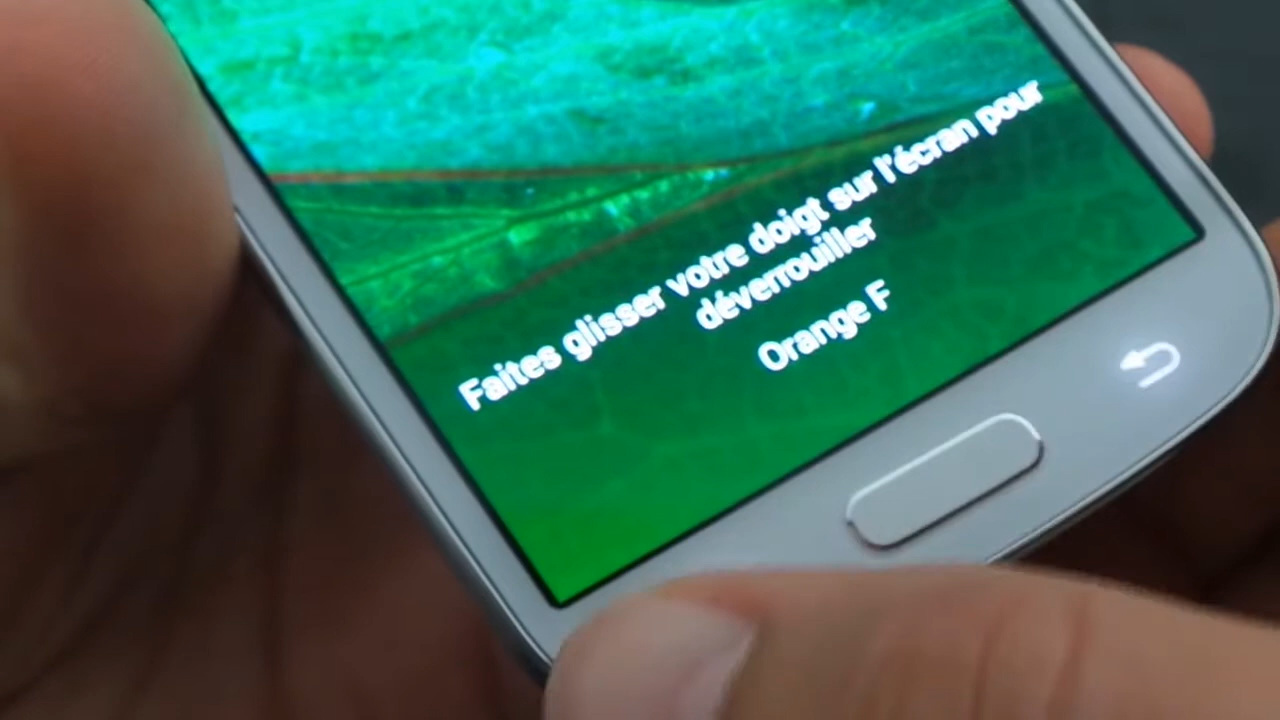 Faites glisser votre doigt sur l'écran pour
déverrouiller
Orange F